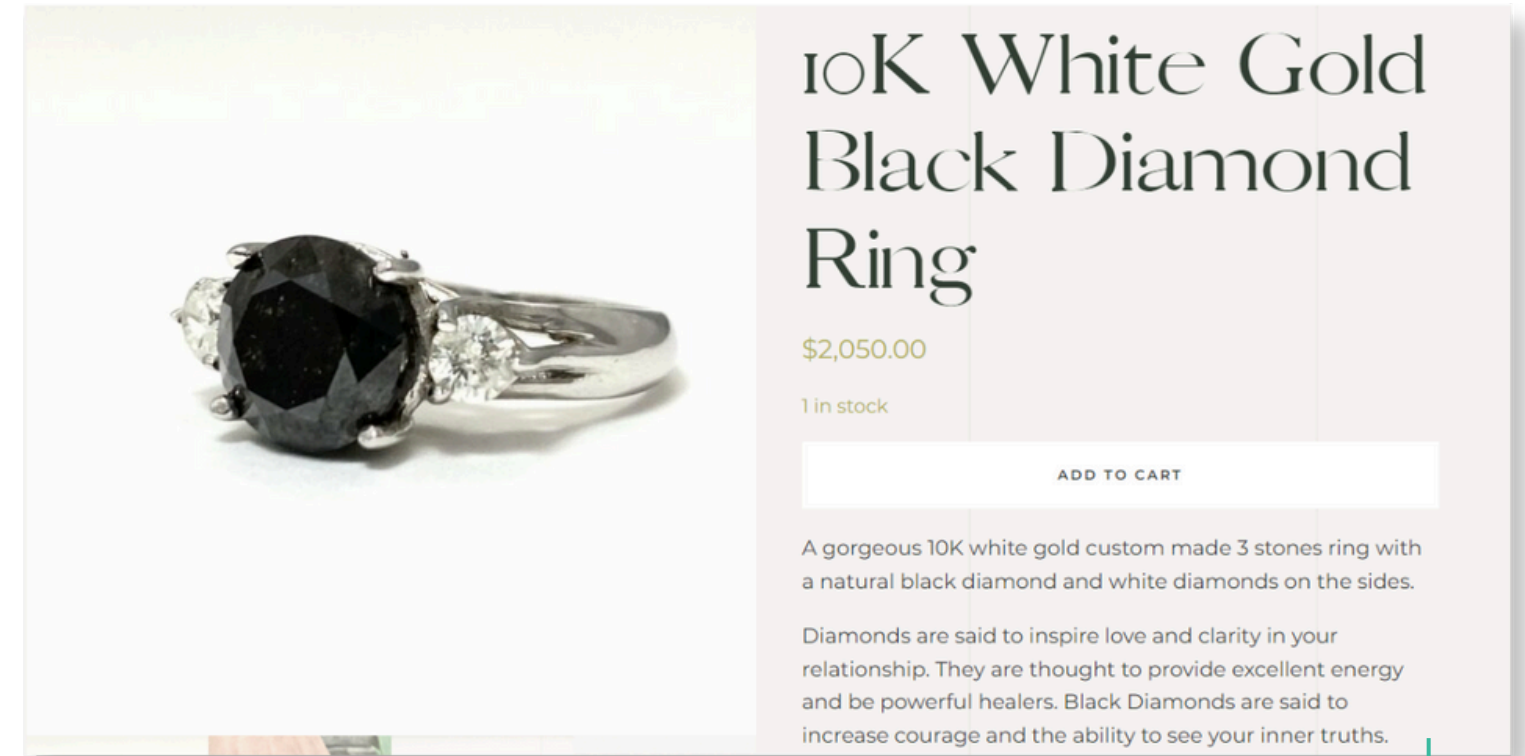 10K White Gold
Black Diamond
Ring
$2,050.00
1 in stock
ADD TO CART
A gorgeous 10K white gold custom made 3 stones ring with
a natural black diamond and white diamonds on the sides.
Diamonds are said to inspire love and clarity in your
relationship. They are thought to provide excellent energy
and be powerful healers. Black Diamonds are said to
increase courage and the ability to see your inner truths.